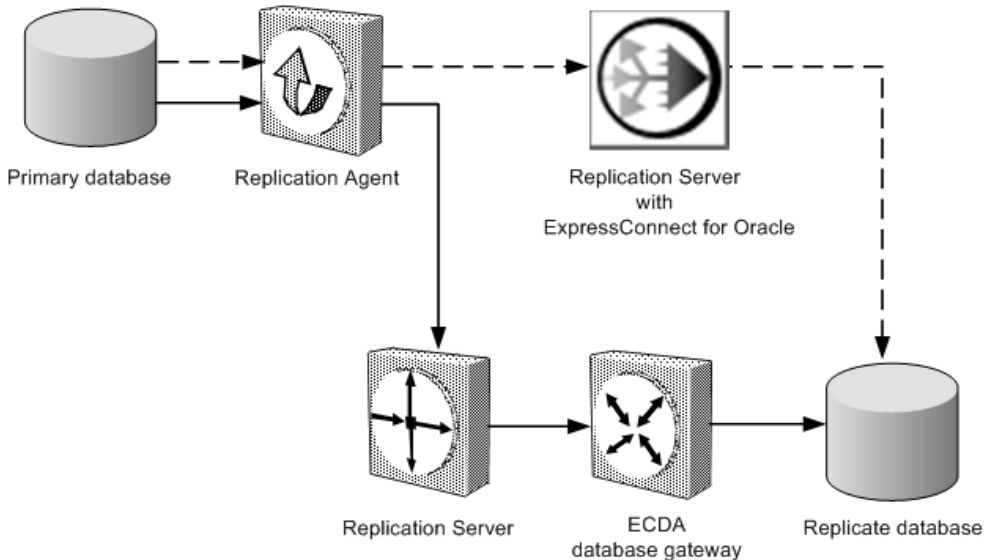 Primary database
Replication Agent
Replication Server
with
ExpressConnect for Oracle
Replication Server
ECDA
database gateway
Replicate database